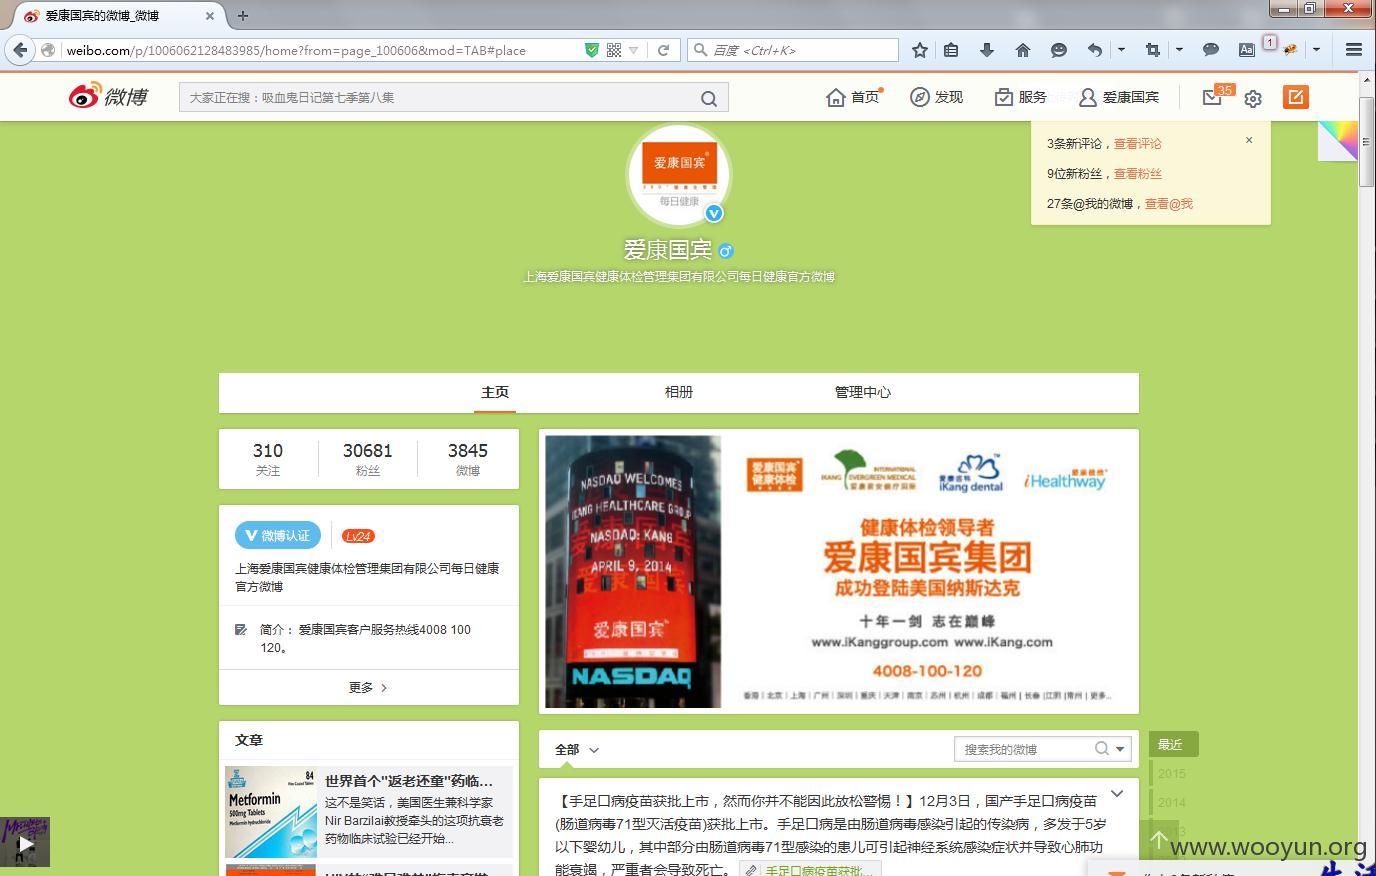 爱康国宾的微博_微博
weibo.com/p/1006062128483985/home?from=page_100606&mod=TAB#place
百度 <Ctrl+K>
1
微博
大家正在搜：吸血鬼日记第七季第八集
首页
发现
服务
爱康国宾
35
3条新评论，查看评论
9位新粉丝，查看粉丝
27条@我的微博，查看@我
爱康国宾
每日健康
爱康国宾
上海爱康国宾健康体检管理集团有限公司每日健康官方微博
主页
相册
管理中心
310
关注
30681
粉丝
3845
微博
微博认证
Lv24
上海爱康国宾健康体检管理集团有限公司每日健康
官方微博
简介： 爱康国宾客户服务热线4008 100
120。
更多
文章
84
Metformin
500mg Tablets
Metformin hydrochloride
世界首个"返老还童"药临...
这不是笑话，美国医生兼科学家
Nir Barzilai教授牵头的这项抗衰老
药物临床试验已经开始...
NASDAQ WELCOMES
IKANG HEALTHCARE GROUP
NASDAQ: KANG
APRIL 9, 2014
爱康国宾
NASDAQ
爱康国宾
健康体检
IKANG EVERGREEN MEDICAL
INTERNATIONAL
iKang dental
iHealthway
健康体检领导者
爱康国宾集团
成功登陆美国纳斯达克
十年一剑 志在巅峰
www.iKanggroup.com www.iKang.com
4008-100-120
香港 | 北京 | 上海 | 广州 | 深圳 | 重庆 | 天津 | 南京 | 苏州 | 杭州 | 成都 | 福州 | 长春 | 江阴 | 常州 | 更多...
全部
搜索我的微博
最近
2015
2014
【手足口病疫苗获批上市，然而你并不能因此放松警惕！】12月3日，国产手足口病疫苗
(肠道病毒71型灭活疫苗)获批上市。手足口病是由肠道病毒感染引起的传染病，多发于5岁
以下婴幼儿，其中部分由肠道病毒71型感染的患儿可引起神经系统感染症状并导致心肺功
能衰竭，严重者会导致死亡。 手足口病疫苗获批...
www.wooyun.org